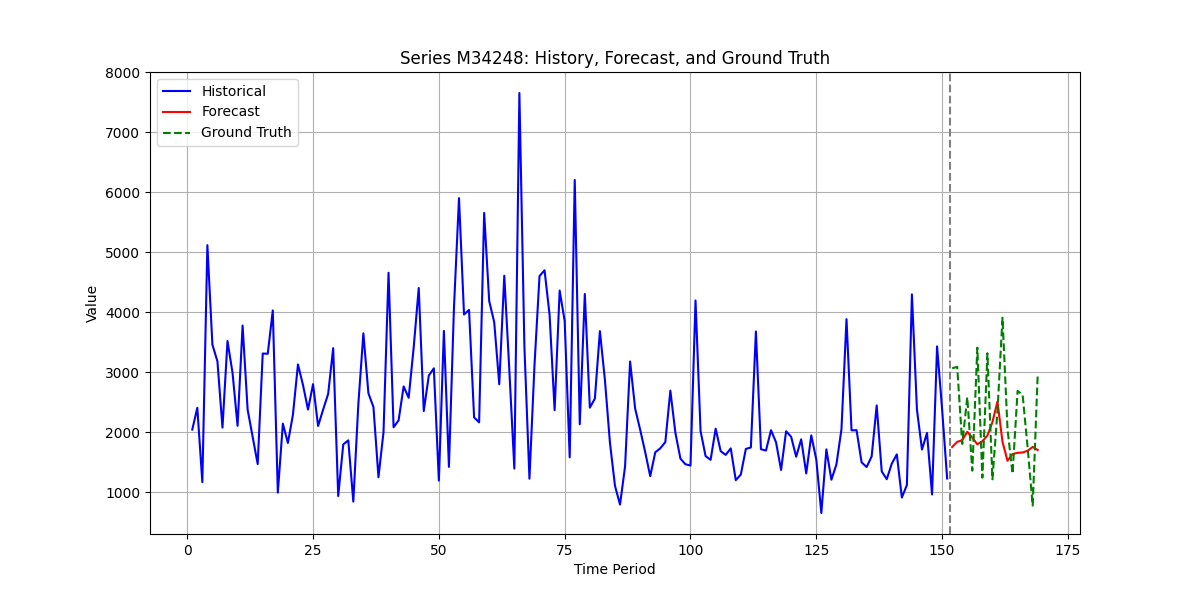 Series M34248: History, Forecast, and Ground Truth
Historical
Forecast
Ground Truth
8000
7000
6000
5000
4000
3000
2000
1000
Value
0 25 50 75 100 125 150 175
Time Period